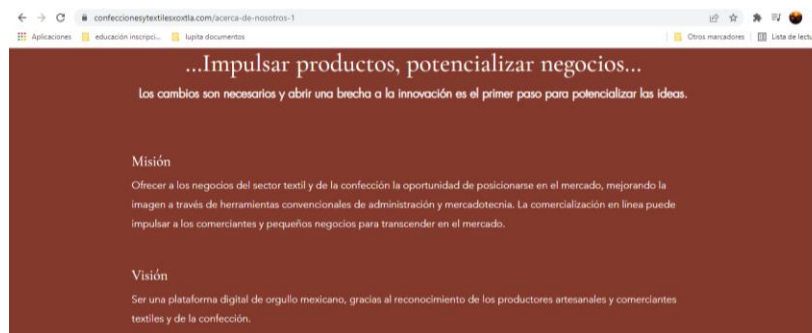 confeccionesytextilesxoxtla.com/acerca-de-nosotros-1
Aplicaciones educación inscripci... lupita documentos Otros marcadores Lista de lectu
...Impulsar productos, potencializar negocios...
Los cambios son necesarios y abrir una brecha a la innovación es el primer paso para potencializar las ideas.
Misión
Ofrecer a los negocios del sector textil y de la confección la oportunidad de posicionarse en el mercado, mejorando la
imagen a través de herramientas convencionales de administración y mercadotecnia. La comercialización en línea puede
impulsar a los comerciantes y pequeños negocios para transcender en el mercado.
Visión
Ser una plataforma digital de orgullo mexicano, gracias al reconocimiento de los productores artesanales y comerciantes
textiles y de la confección.